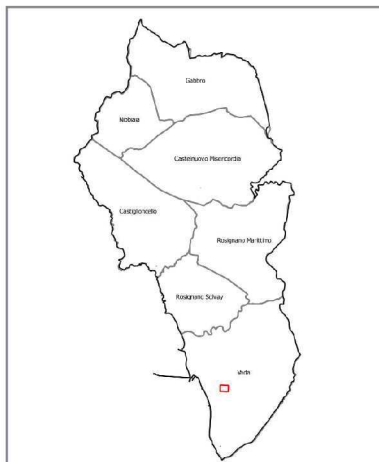 Gabbro
Nibbiaia
Castelnuovo Misericordia
Castiglioncello
Rosignano Marittimo
Rosignano Solvay
Vada